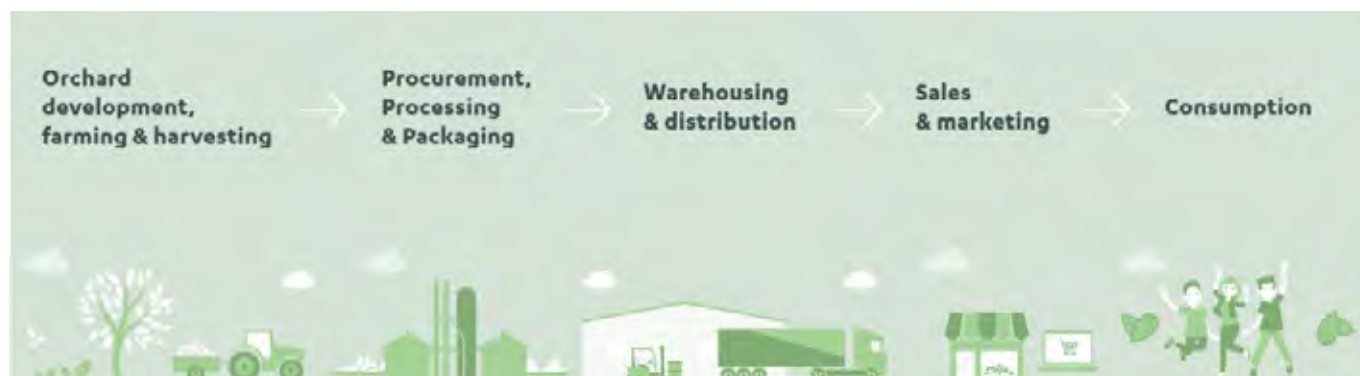 Orchard
development,
farming & harvesting
Procurement,
Processing
& Packaging
Warehousing
& distribution
Sales
& marketing
Consumption